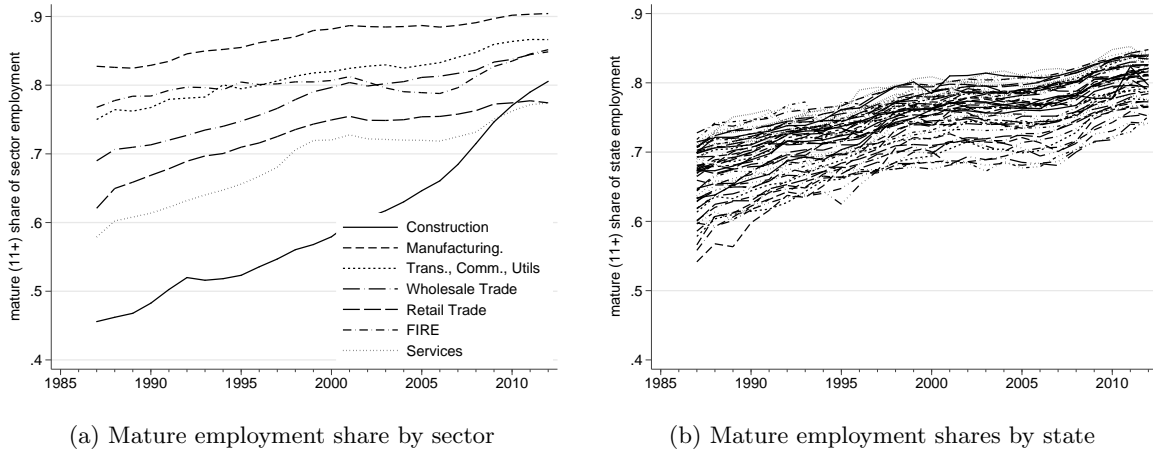 mature (11+) share of sector employment
.9
.8
.7
.6
.5
.4
1985
1990
1995
2000
2005
2010
Construction
Manufacturing.
Trans., Comm., Utils
Wholesale Trade
Retail Trade
FIRE
Services
(a) Mature employment share by sector
mature (11+) share of state employment
.9
.8
.7
.6
.5
.4
1985
1990
1995
2000
2005
2010
(b) Mature employment shares by state